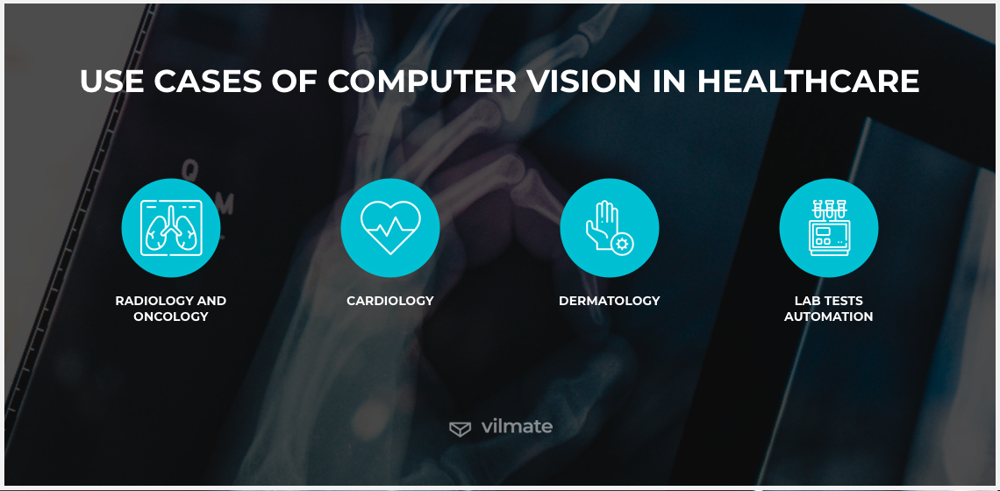 USE CASES OF COMPUTER VISION IN HEALTHCARE
Q
M
RADIOLOGY AND
ONCOLOGY
CARDIOLOGY
DERMATOLOGY
LAB TESTS
AUTOMATION
vilmate